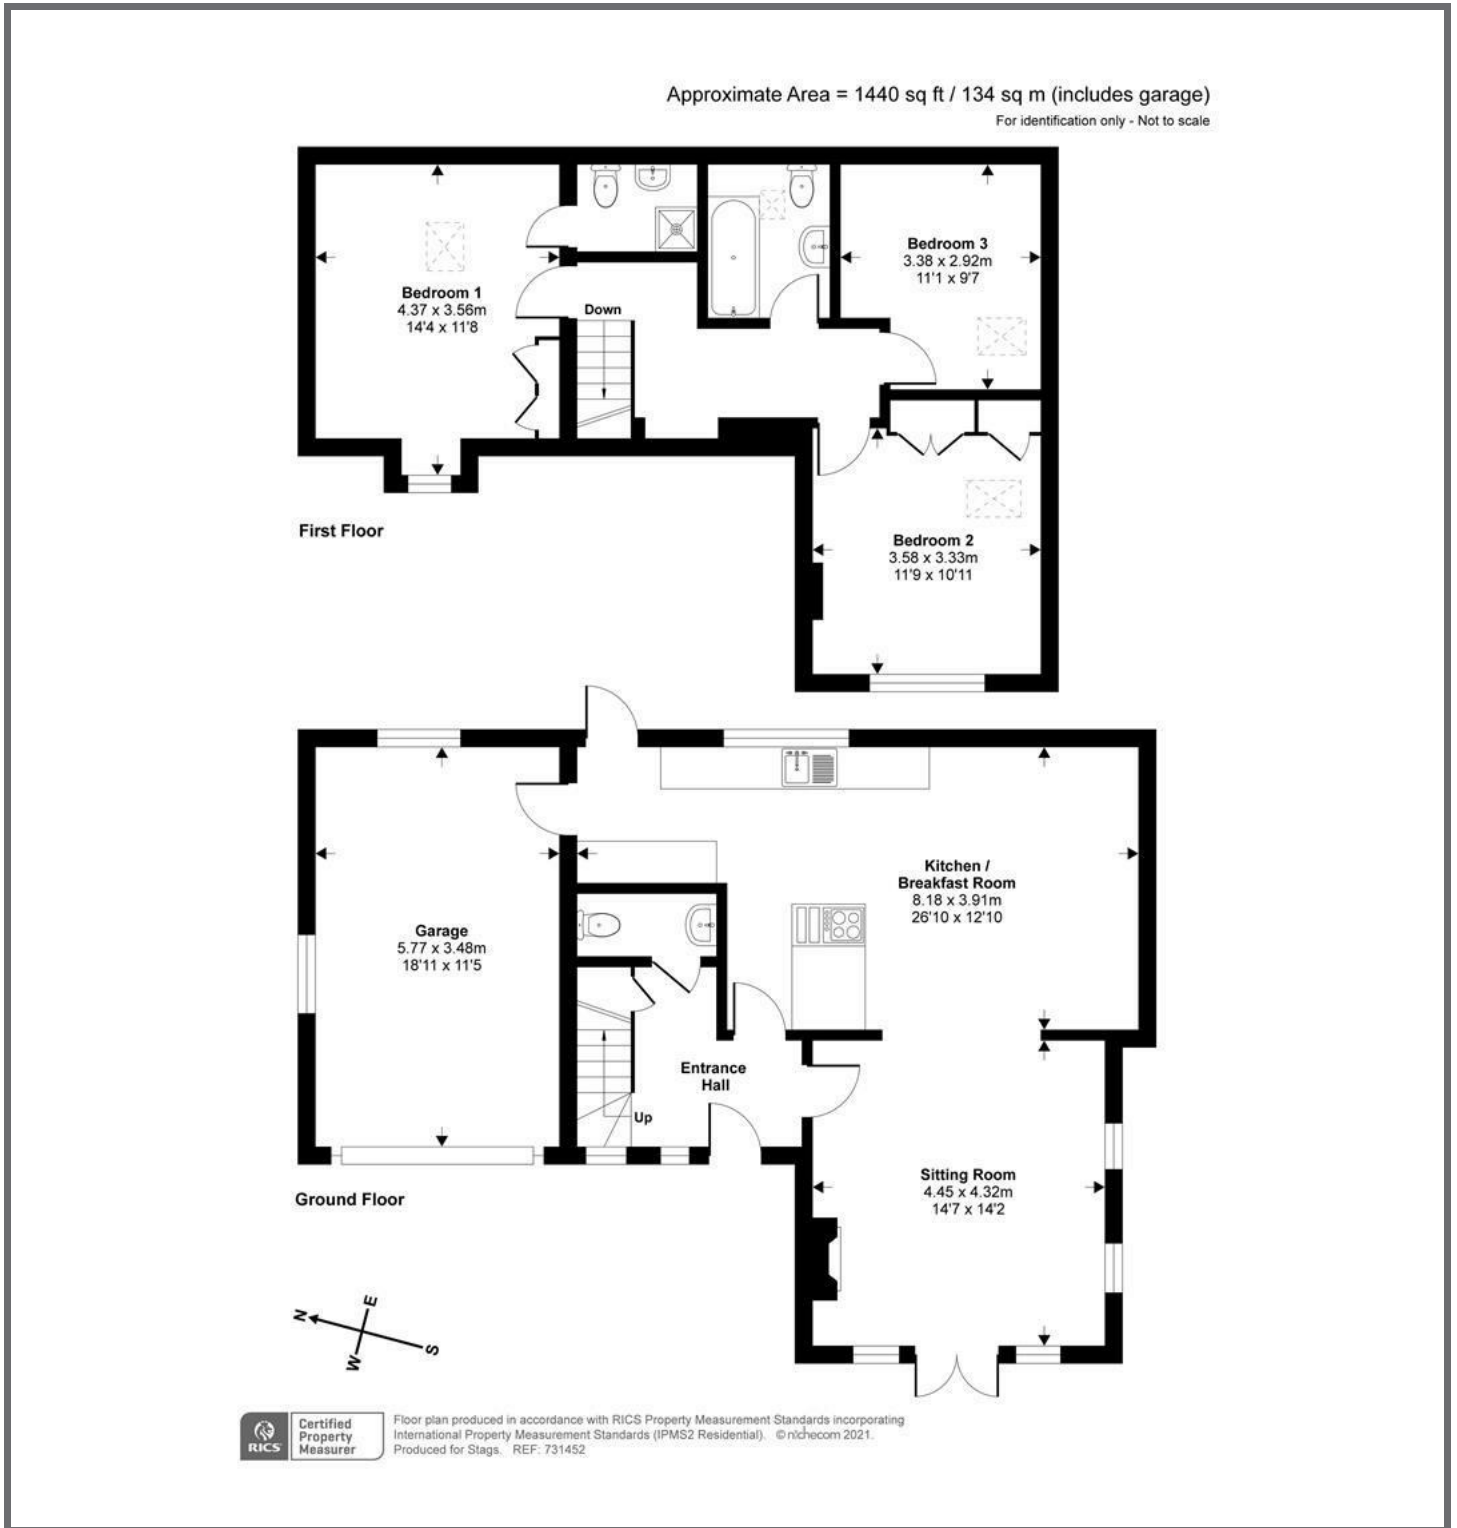 Approximate Area = 1440 sq ft / 134 sq m (includes garage)
For identification only - Not to scale
Bedroom 1
4.37 x 3.56m
14'4 x 11'8
Down
Bedroom 3
3.38 x 2.92m
11'1 x 9'7
Bedroom 2
3.58 x 3.33m
11'9 x 10'11
First Floor
Kitchen /
Breakfast Room
8.18 x 3.91m
26'10 x 12'10
Garage
5.77 x 3.48m
18'11 x 11'5
Entrance
Hall
Up
Sitting Room
4.45 x 4.32m
14'7 x 14'2
Ground Floor
N
E
S
W
RICS
Certified
Property
Measurer
Floor plan produced in accordance with RICS Property Measurement Standards incorporating
International Property Measurement Standards (IPMS2 Residential). © nichecom 2021.
Produced for Stags. REF: 731452